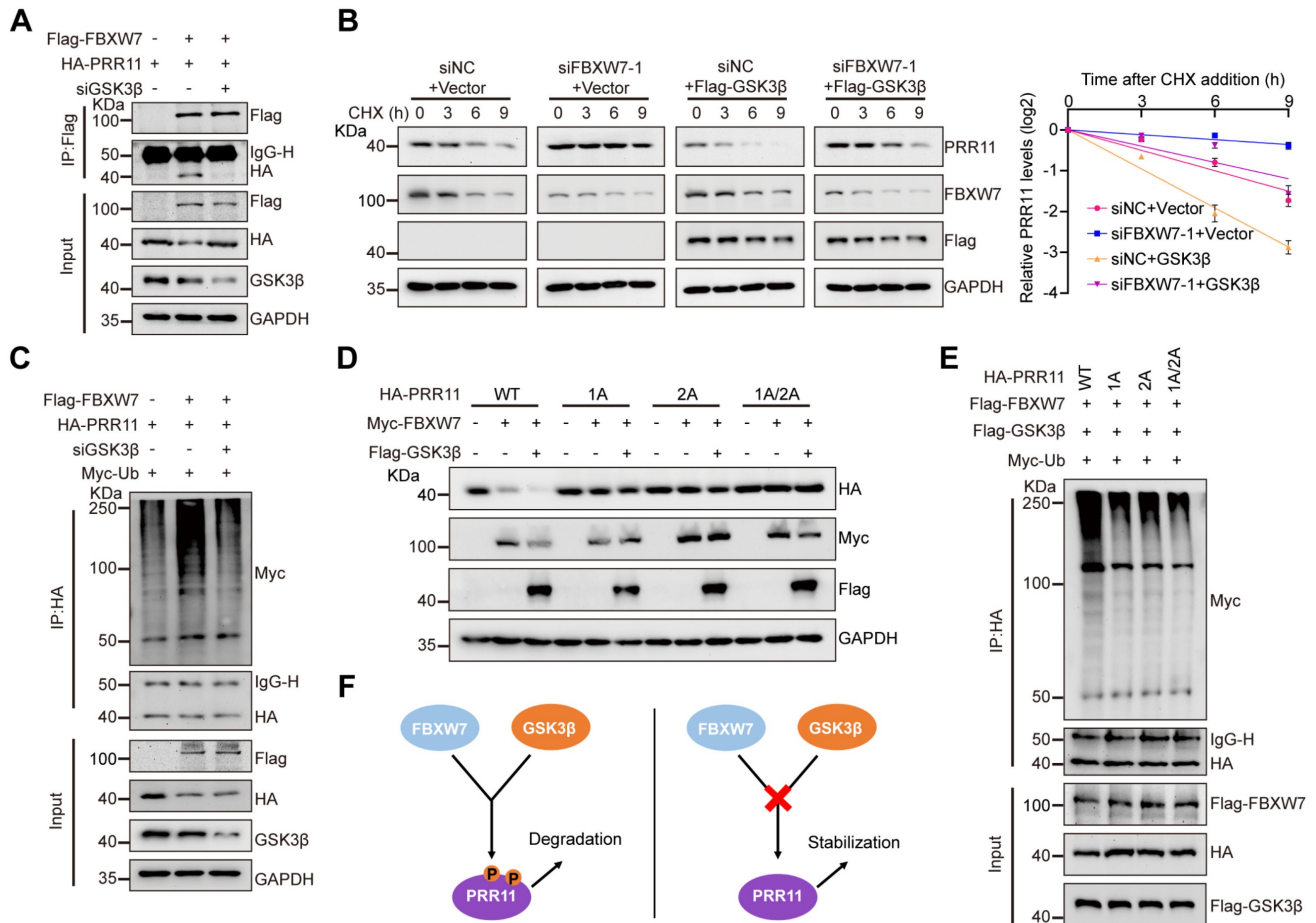 A
Flag-FBXW7 - + +
HA-PRR11 + + +
siGSK3β - - +
KDa
IP:Flag
100 Flag
50 IgG-H
40 HA
Input
100 Flag
40 HA
40 GSK3β
35 GAPDH
B
siNC +Vector
siFBXW7-1 +Vector
siNC +Flag-GSK3β
siFBXW7-1 +Flag-GSK3β
CHX (h) 0 3 6 9 0 3 6 9 0 3 6 9 0 3 6 9
KDa
40 PRR11
100 FBXW7
40 Flag
35 GAPDH
Time after CHX addition (h)
0 3 6 9
Relative PRR11 levels (log2)
0
-1
-2
-3
-4
siNC+Vector
siFBXW7-1+Vector
siNC+GSK3β
siFBXW7-1+GSK3β
C
Flag-FBXW7 - + +
HA-PRR11 + + +
siGSK3β - - +
Myc-Ub + + +
KDa
IP:HA
250
100 Myc
50
50 IgG-H
40 HA
Input
100 Flag
40 HA
40 GSK3β
35 GAPDH
D
HA-PRR11 WT 1A 2A 1A/2A
Myc-FBXW7 - + + - + + - + + - + +
Flag-GSK3β - - + - - + - - + - - +
KDa
40 HA
100 Myc
40 Flag
35 GAPDH
E
HA-PRR11 WT 1A 2A 1A/2A
Flag-FBXW7 + + + +
Flag-GSK3β + + + +
Myc-Ub + + + +
KDa
IP:HA
250
100 Myc
50
50 IgG-H
40 HA
Input
100 Flag-FBXW7
40 HA
40 Flag-GSK3β
F
FBXW7 GSK3β
Degradation
P P
PRR11
FBXW7 GSK3β
Stabilization
PRR11